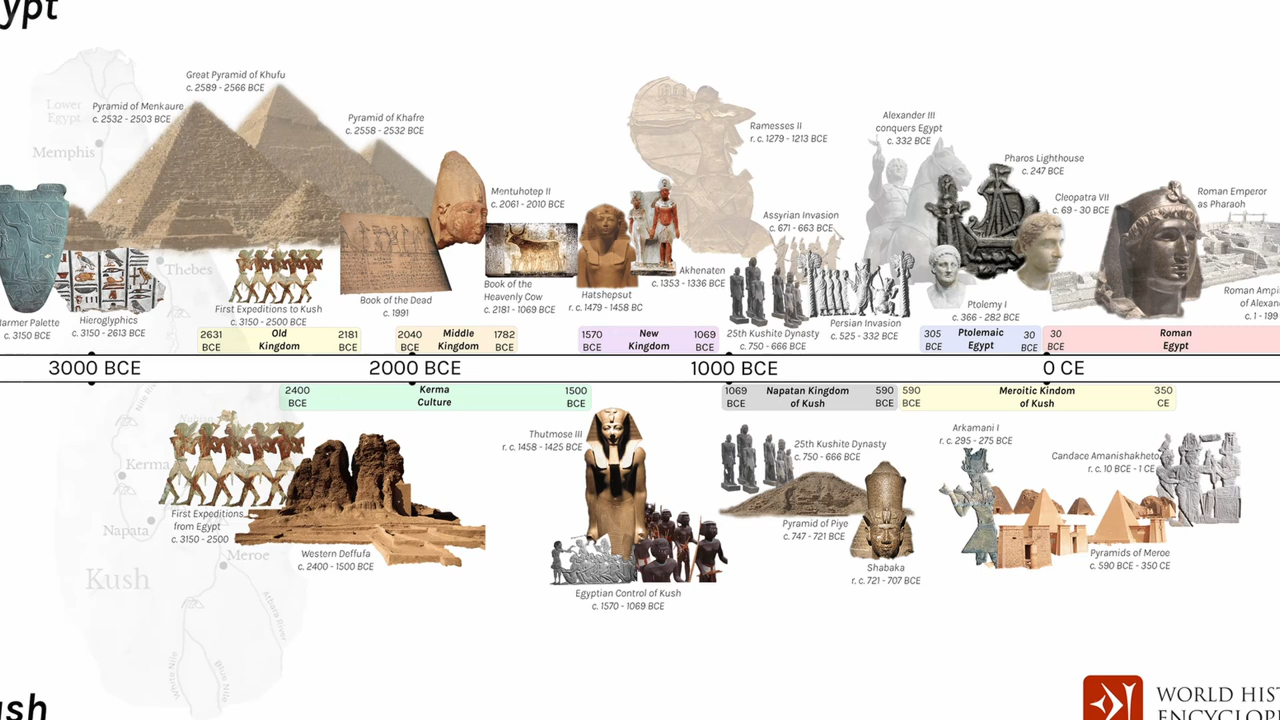 ypt
Great Pyramid of Khufu
c. 2589 - 2566 BCE
Pyramid of Menkaure
c. 2532 - 2503 BCE
Pyramid of Khafre
c. 2558 - 2532 BCE
Lower
Egypt
Memphis
Thebes
Ramesses II
r. c. 1279 - 1213 BCE
Alexander III
conquers Egypt
c. 332 BCE
Pharos Lighthouse
c. 247 BCE
Cleopatra VII
c. 69 - 30 BCE
Roman Emperor
as Pharaoh
Mentuhotep II
c. 2061 - 2010 BCE
Assyrian Invasion
c. 671 - 663 BCE
Akhenaten
c. 1353 - 1336 BCE
Book of the
Heavenly Cow
c. 2181 - 1069 BCE
Hatshepsut
r. c. 1479 - 1458 BC
Book of the Dead
c. 1991
First Expeditions to Kush
c. 3150 - 2500 BCE
Narmer Palette
c. 3150 BCE
Hieroglyphics
c. 3150 - 2613 BCE
25th Kushite Dynasty
c. 750 - 666 BCE
Persian Invasion
c. 525 - 332 BCE
Ptolemy I
c. 366 - 282 BCE
Roman Amp
of Alexan
c. 1 - 199
2631 BCE
Old Kingdom
2181 BCE
2040 BCE
Middle Kingdom
1782 BCE
1570 BCE
New Kingdom
1069 BCE
305 BCE
Ptolemaic Egypt
30 BCE
30 BCE
Roman Egypt
3000 BCE
2000 BCE
1000 BCE
0 CE
2400 BCE
Kerma Culture
1500 BCE
1069 BCE
Napatan Kingdom of Kush
590 BCE
590 BCE
Meroitic Kindom of Kush
350 CE
First Expeditions
from Egypt
c. 3150 - 2500
Western Deffufa
c. 2400 - 1500 BCE
Thutmose III
r. c. 1458 - 1425 BCE
Egyptian Control of Kush
c. 1570 - 1069 BCE
25th Kushite Dynasty
c. 750 - 666 BCE
Pyramid of Piye
c. 747 - 721 BCE
Shabaka
r. c. 721 - 707 BCE
Arkamani I
r. c. 295 - 275 BCE
Candace Amanishakheto
r. c. 10 BCE - 1 CE
Pyramids of Meroe
c. 590 BCE - 350 CE
Kerma
Napata
Meroe
Kush
Atbara River
White Nile
Blue Nile
ush
WORLD HIST
ENCYCLOPE